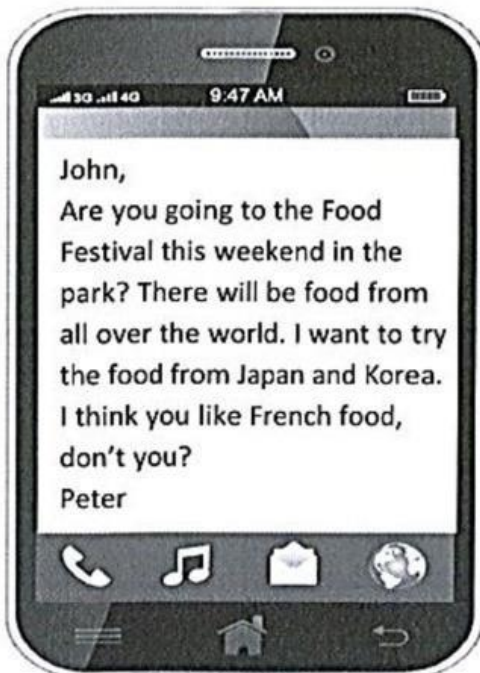 3G 4G 9:47 AM
John,
Are you going to the Food
Festival this weekend in the
park? There will be food from
all over the world. I want to try
the food from Japan and Korea.
I think you like French food,
don't you?
Peter